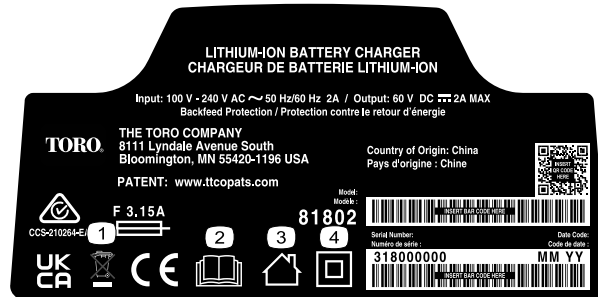 LITHIUM-ION BATTERY CHARGER
CHARGEUR DE BATTERIE LITHIUM-ION
Input: 100 V - 240 V AC ∼ 50 Hz/60 Hz 2A / Output: 60 V DC ⎓ 2A MAX
Backfeed Protection / Protection contre le retour d'énergie
TORO®
THE TORO COMPANY
8111 Lyndale Avenue South
Bloomington, MN 55420-1196 USA
PATENT: www.ttcopats.com
Country of Origin: China
Pays d'origine : Chine
INSERT
QR CODE
HERE
Model:
Modèle :
81802
INSERT BAR CODE HERE
F 3.15A
CCS-210264-EA
1
2
3
4
Serial Number:
Numéro de série :
Date Code:
Code de date :
318000000
MM YY
INSERT BAR CODE HERE
UK
CA
CE